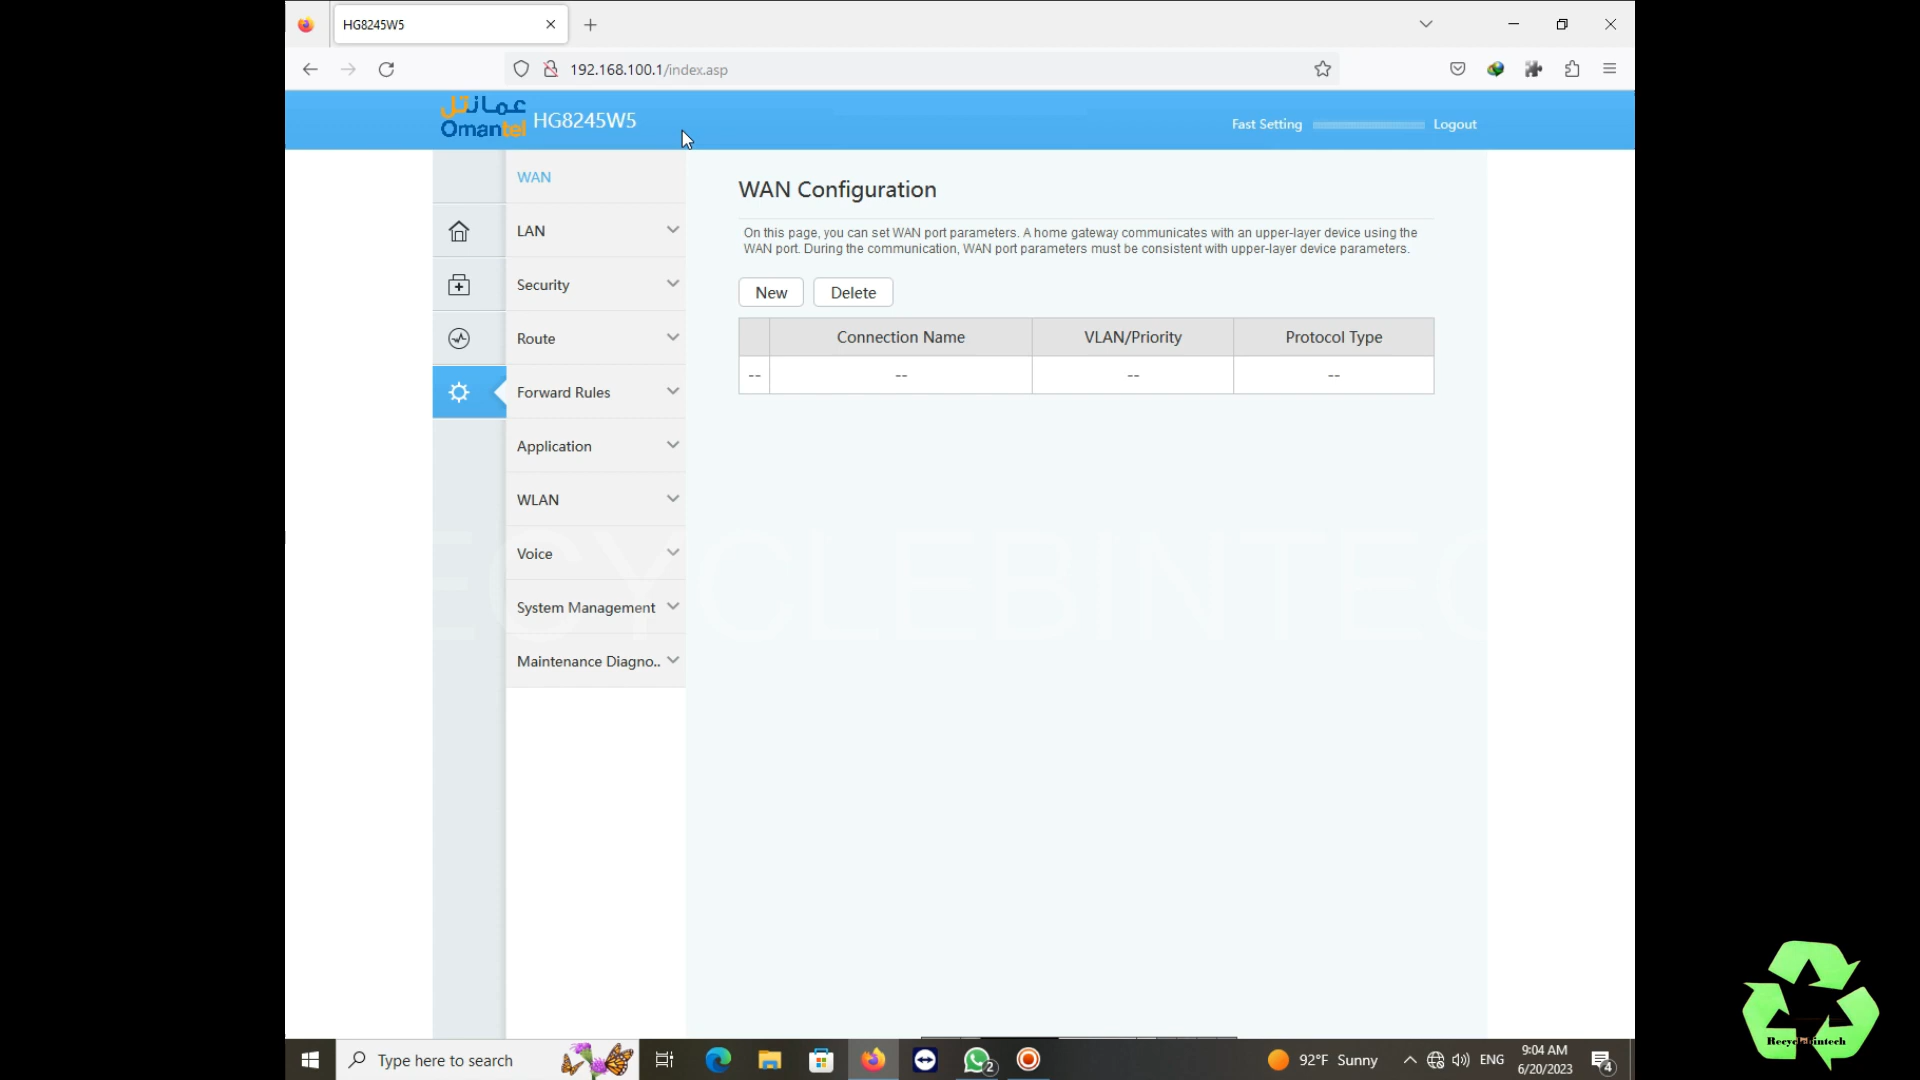 HG8245W5
192.168.100.1/index.asp
عمانتل
Omantel
HG8245W5
Fast Setting
Logout
WAN
LAN
Security
Route
Forward Rules
Application
WLAN
Voice
System Management
Maintenance Diagno..
WAN Configuration
On this page, you can set WAN port parameters. A home gateway communicates with an upper-layer device using the
WAN port. During the communication, WAN port parameters must be consistent with upper-layer device parameters.
New
Delete
Connection Name
VLAN/Priority
Protocol Type
-- -- -- --
ECYCLEBINTEC
Type here to search
2
92°F Sunny
ENG
9:04 AM
6/20/2023
4
Recyclebintech